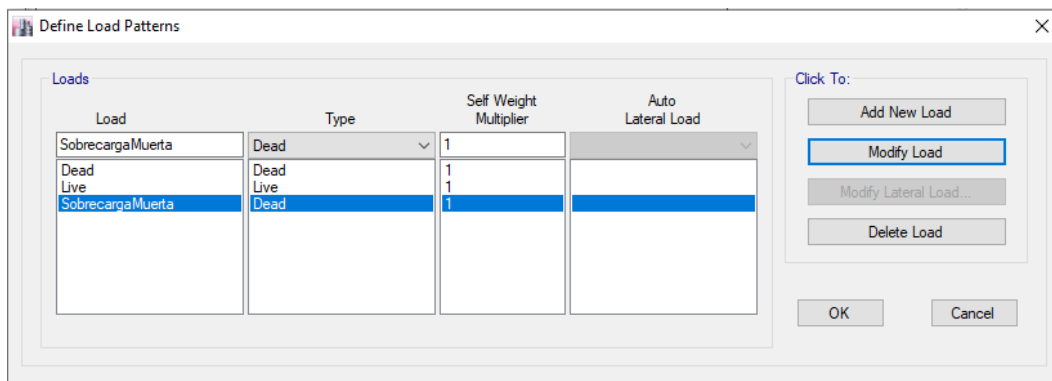 Define Load Patterns
Loads
Click To:
Load Type Self Weight Multiplier Auto Lateral Load
SobrecargaMuerta Dead 1
Dead Dead 1
Live Live 1
SobrecargaMuerta Dead 1
Add New Load
Modify Load
Modify Lateral Load...
Delete Load
OK Cancel